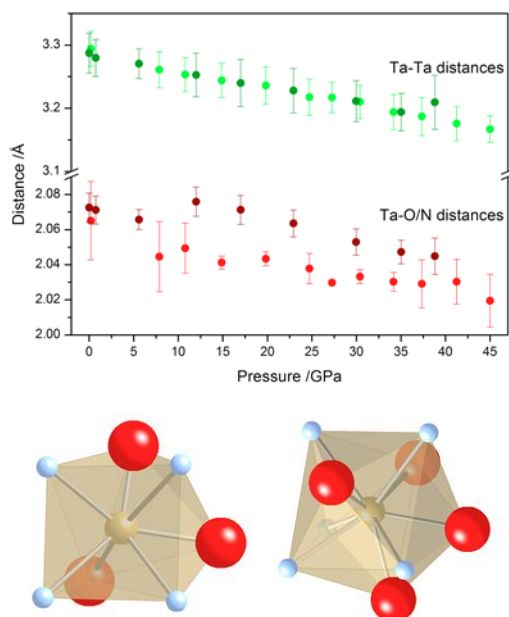 3.3
Ta-Ta distances
3.2
3.1
Distance /Å
2.08
Ta-O/N distances
2.06
2.04
2.02
2.00
0 5 10 15 20 25 30 35 40 45
Pressure /GPa